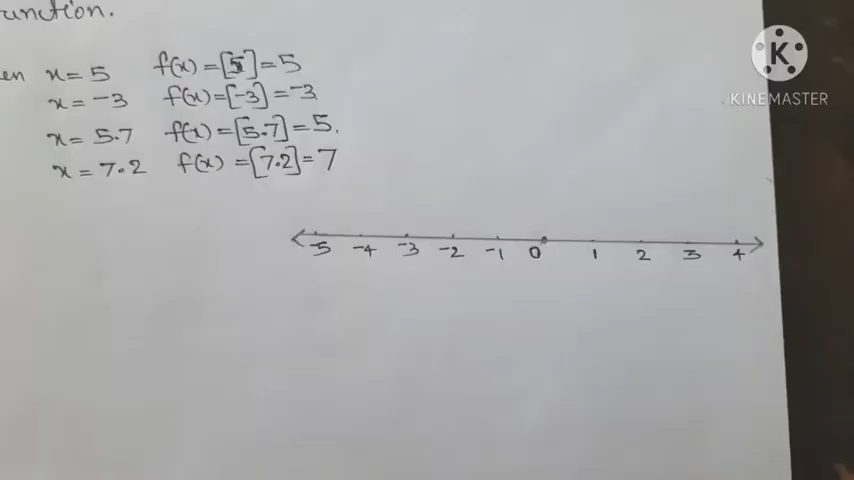 unction.
en x = 5 f(x) = [5] = 5
x = -3 f(x) = [-3] = -3
x = 5.7 f(x) = [5.7] = 5.
x = 7.2 f(x) = [7.2] = 7
-5 -4 -3 -2 -1 0 1 2 3 4
K
KINEMASTER